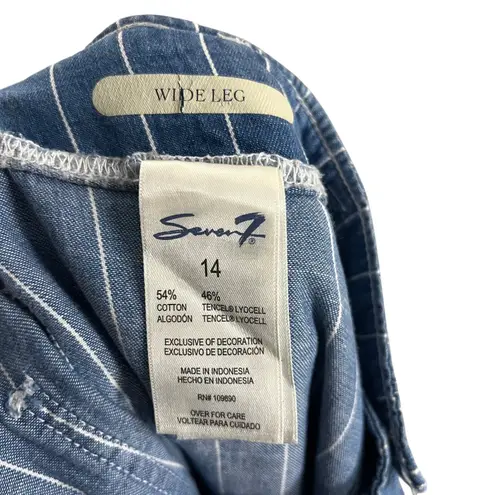 WIDE LEG
Seven7®
14
54% 46%
COTTON TENCEL® LYOCELL
ALGODÓN TENCEL® LYOCELL
EXCLUSIVE OF DECORATION
EXCLUSIVO DE DECORACIÓN
MADE IN INDONESIA
HECHO EN INDONESIA
RN# 109890
OVER FOR CARE
VOLTEAR PARA CUIDADO